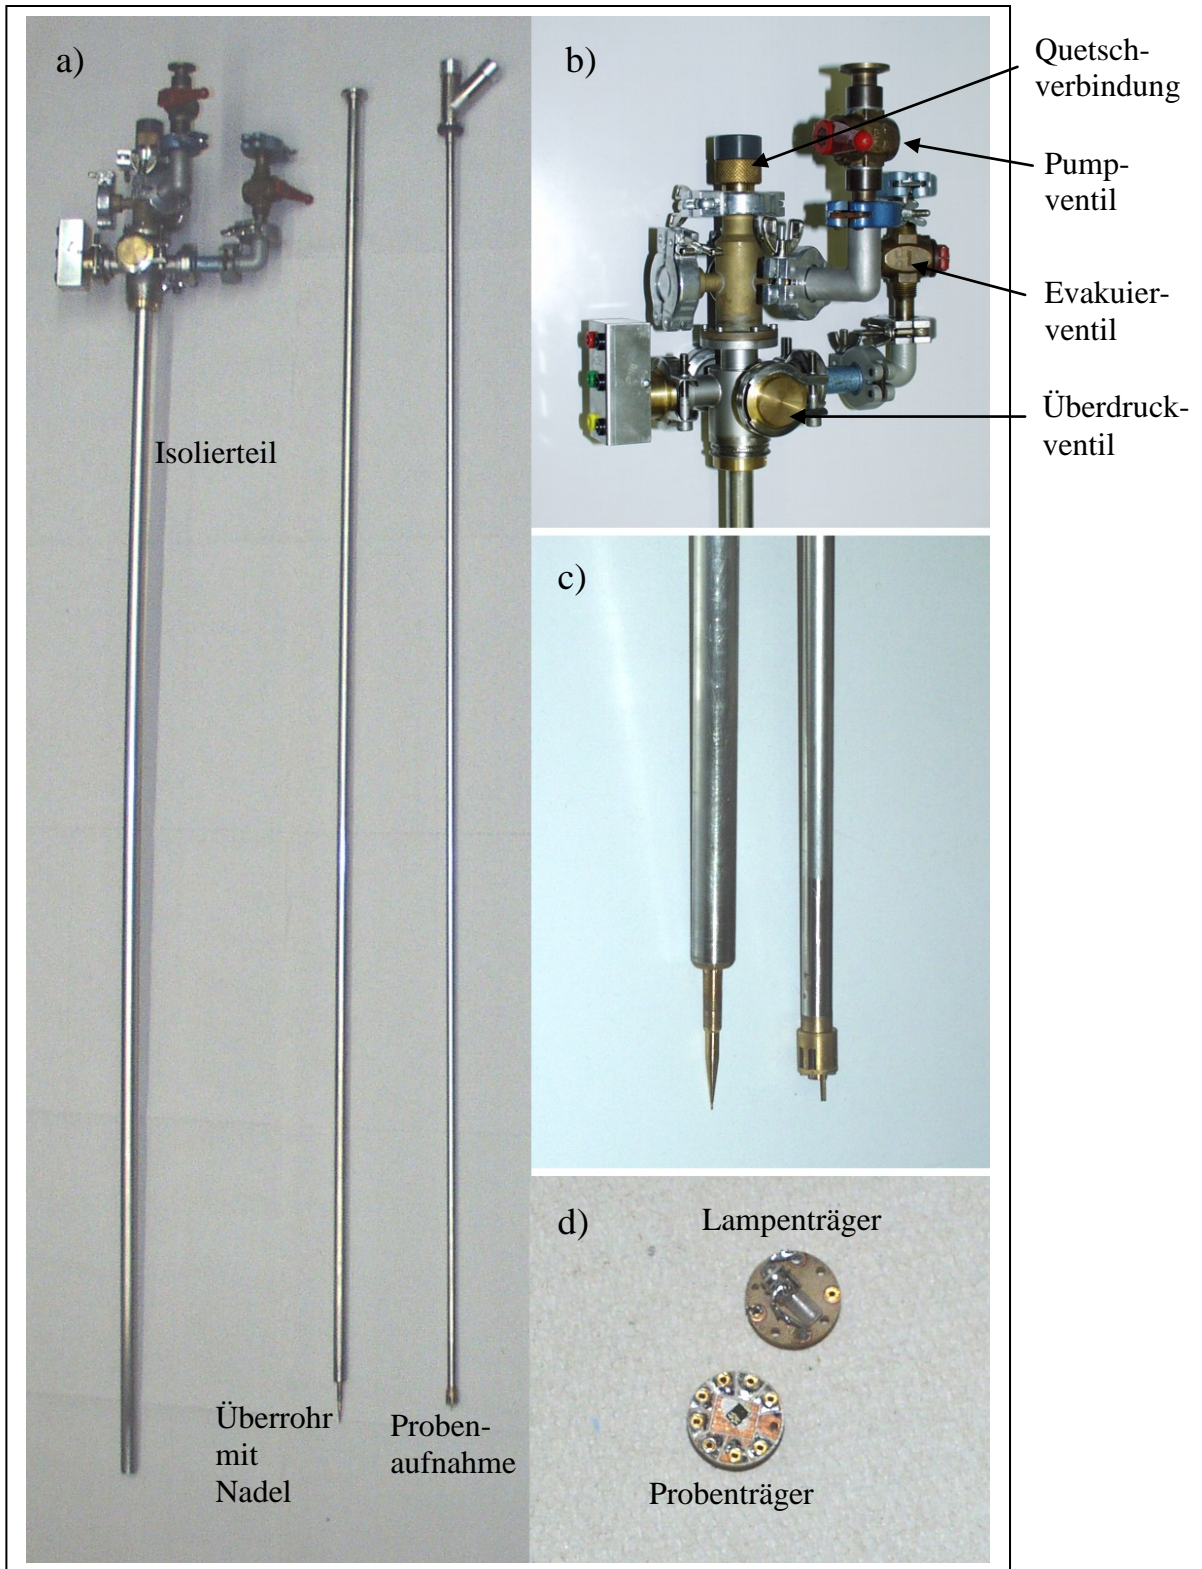 a)
Isolierteil
Überrohr
mit
Nadel
Proben-
aufnahme
b)
Quetsch-
verbindung
Pump-
ventil
Evakuier-
ventil
Überdruck-
ventil
c)
d)
Lampenträger
Probenträger